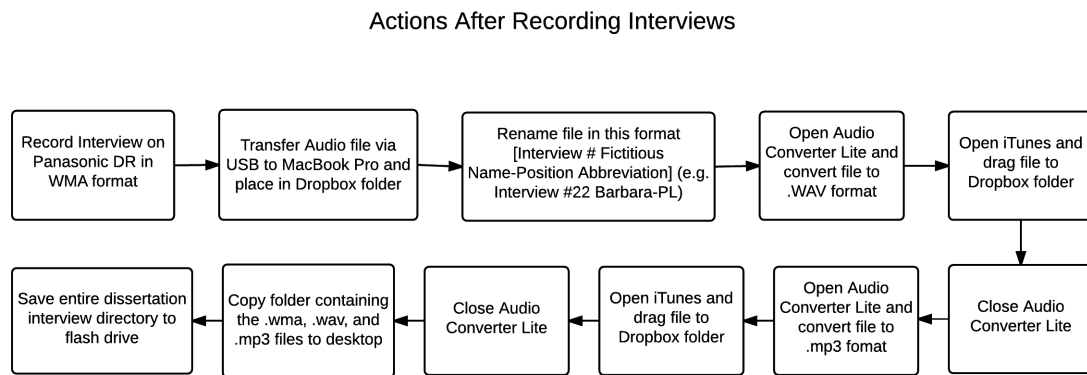 Actions After Recording Interviews
Record Interview on
Panasonic DR in
WMA format
Transfer Audio file via
USB to MacBook Pro and
place in Dropbox folder
Rename file in this format
[Interview # Fictitious
Name-Position Abbreviation] (e.g.
Interview #22 Barbara-PL)
Open Audio
Converter Lite and
convert file to
.WAV format
Open iTunes and
drag file to
Dropbox folder
Close Audio
Converter Lite
Open Audio
Converter Lite and
convert file to
.mp3 fomat
Open iTunes and
drag file to
Dropbox folder
Close Audio
Converter Lite
Copy folder containing
the .wma, .wav, and
.mp3 files to desktop
Save entire dissertation
interview directory to
flash drive